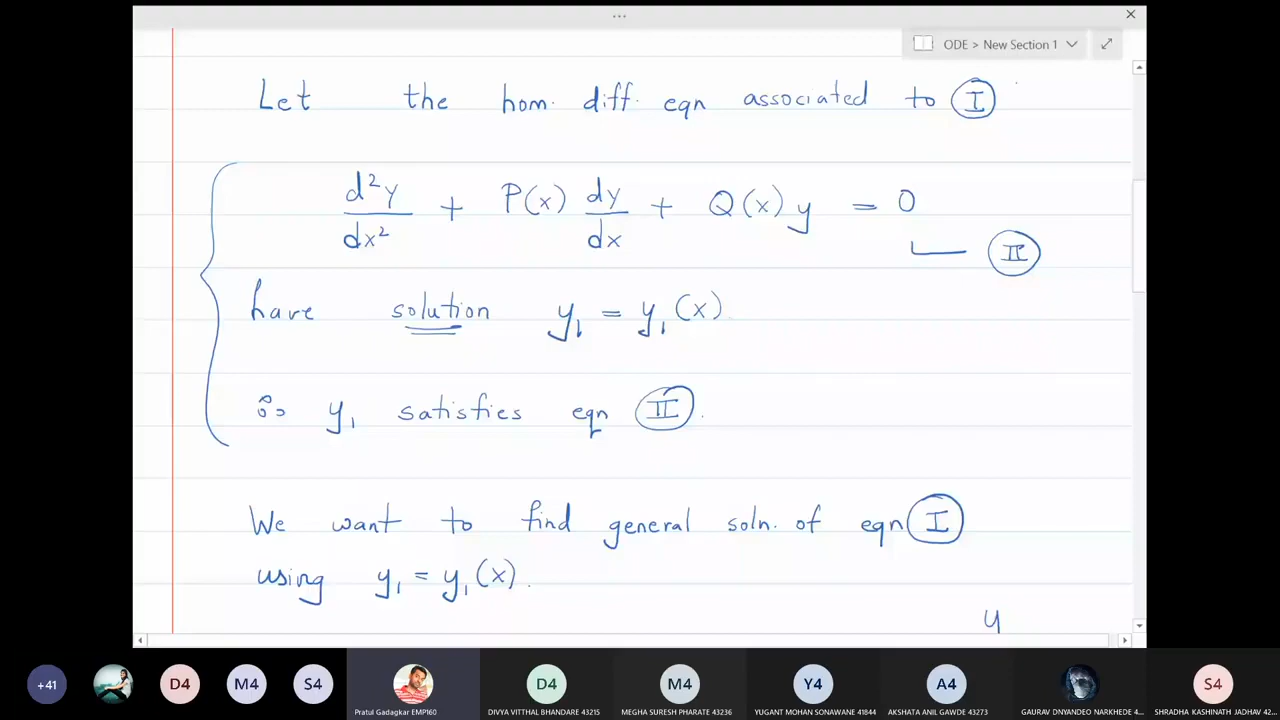 ODE > New Section 1
Let the hom. diff. eqn associated to I
d²y/dx² + P(x) dy/dx + Q(x) y = 0
II
have solution y₁ = y₁(x).
∴ y₁ satisfies eqn II.
We want to find general soln. of eqn I
using y₁ = y₁(x).
y
+41
D4
M4
S4
D4
M4
Y4
A4
S4
Pratul Gadagkar EMP160
DIVYA VITTHAL BHANDARE 43215
MEGHA SURESH PHARATE 43236
YUGANT MOHAN SONAWANE 41844
AKSHATA ANIL GAWDE 43273
GAURAV DNYANDEO NARKHEDE 4...
SHRADHA KASHINATH JADHAV 42...